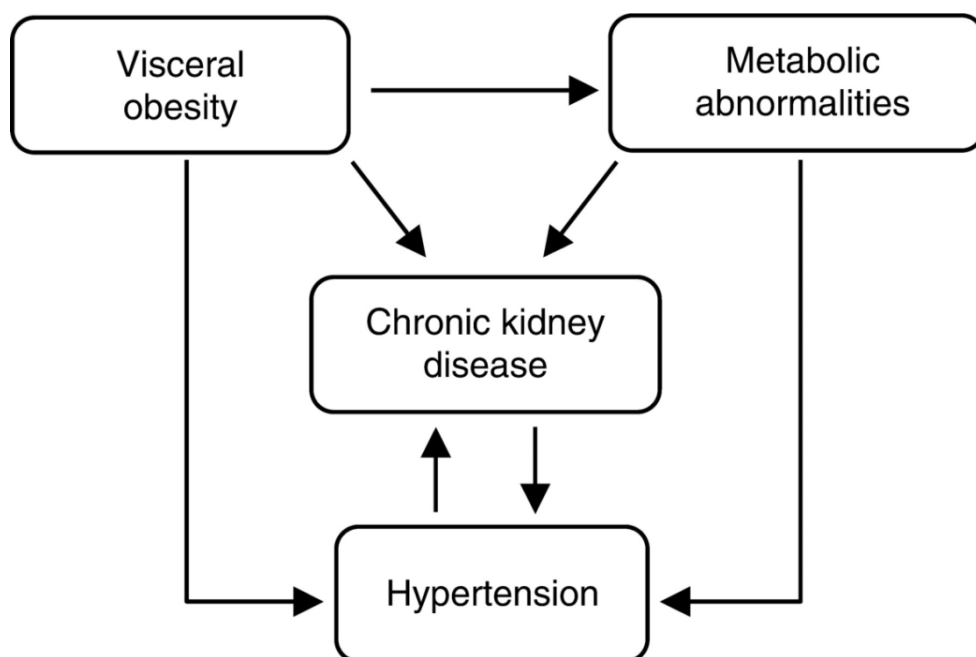 Visceral
obesity
Metabolic
abnormalities
Chronic kidney
disease
Hypertension